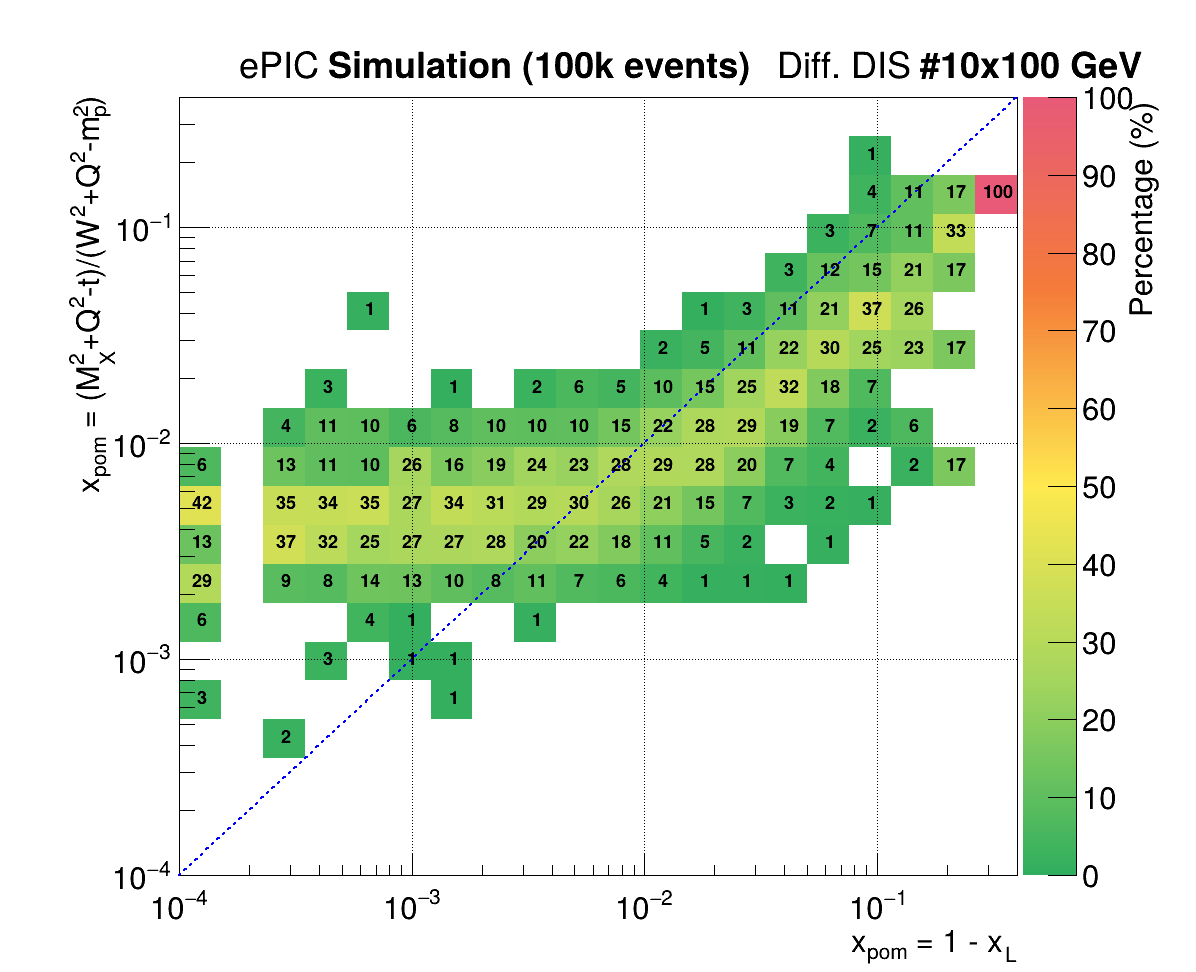 ePIC Simulation (100k events) Diff. DIS #10x100 GeV
x_pom = (M_X^2+Q^2-t)/(W^2+Q^2-m_p^2)
Percentage (%)
100
90
80
70
60
50
40
30
20
10
0
10^-1
10^-2
10^-3
10^-4
1
4 11 17 100
3 7 11 33
3 12 15 21 17
1 1 3 11 21 37 26
2 5 11 22 30 25 23 17
3 1 2 6 5 10 15 25 32 18 7
4 11 10 6 8 10 10 10 15 22 28 29 19 7 2 6
6 13 11 10 26 16 19 24 23 28 29 28 20 7 4 2 17
42 35 34 35 27 34 31 29 30 26 21 15 7 3 2 1
13 37 32 25 27 27 28 20 22 18 11 5 2 1
29 9 8 14 13 10 8 11 7 6 4 1 1 1
6 4 1 1
3 1 1
3 1
2
10^-4 10^-3 10^-2 10^-1
x_pom = 1 - x_L